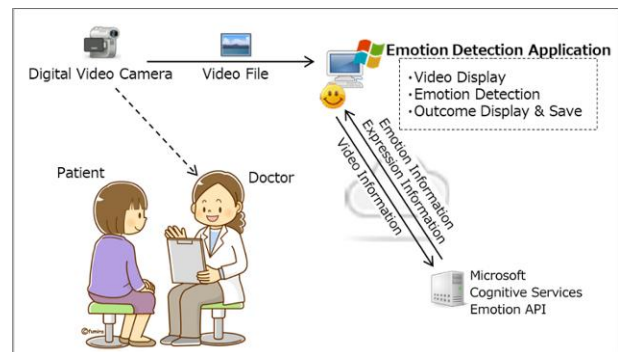 Emotion Detection Application
・Video Display
・Emotion Detection
・Outcome Display & Save
Digital Video Camera
Video File
Patient
Doctor
Emotion Information
Expression Information
Video Information
Microsoft
Cognitive Services
Emotion API
©fumira